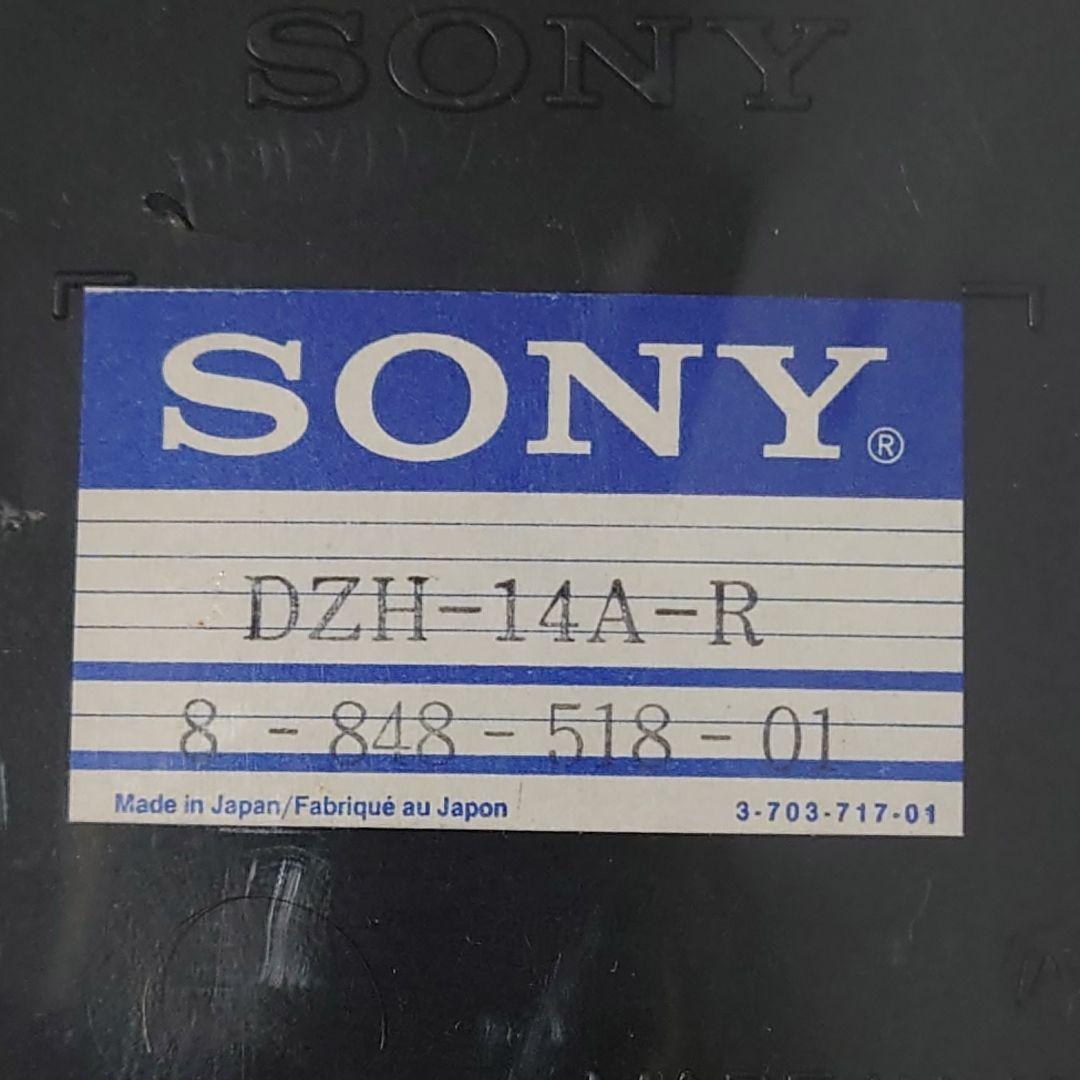 SONY
SONY®
DZH-14A-R
8 - 848 - 518 - 01
Made in Japan/Fabriqué au Japon 3-703-717-01